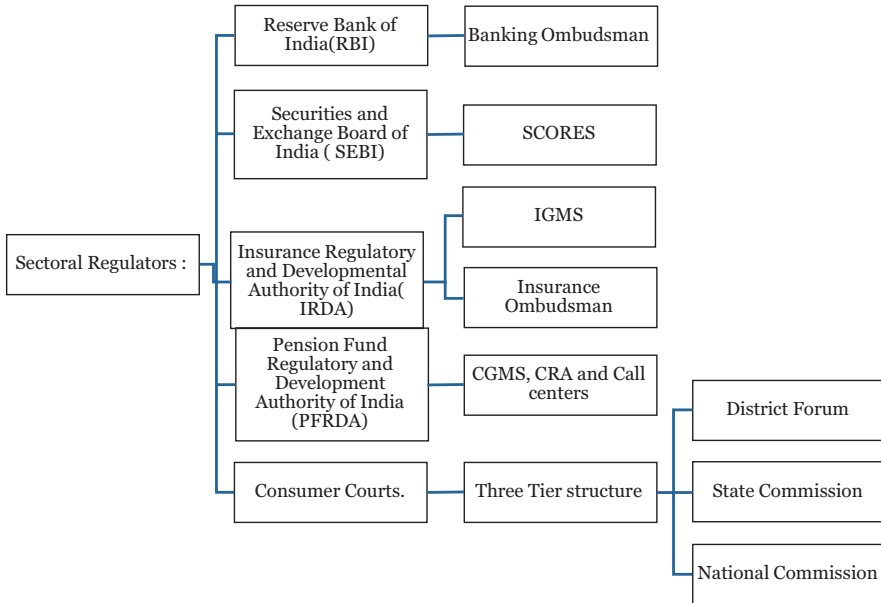 Sectoral Regulators :
Reserve Bank of
India(RBI)
Banking Ombudsman
Securities and
Exchange Board of
India ( SEBI)
SCORES
Insurance Regulatory
and Developmental
Authority of India(
IRDA)
IGMS
Insurance
Ombudsman
Pension Fund
Regulatory and
Development
Authority of India
(PFRDA)
CGMS, CRA and Call
centers
Consumer Courts.
Three Tier structure
District Forum
State Commission
National Commission